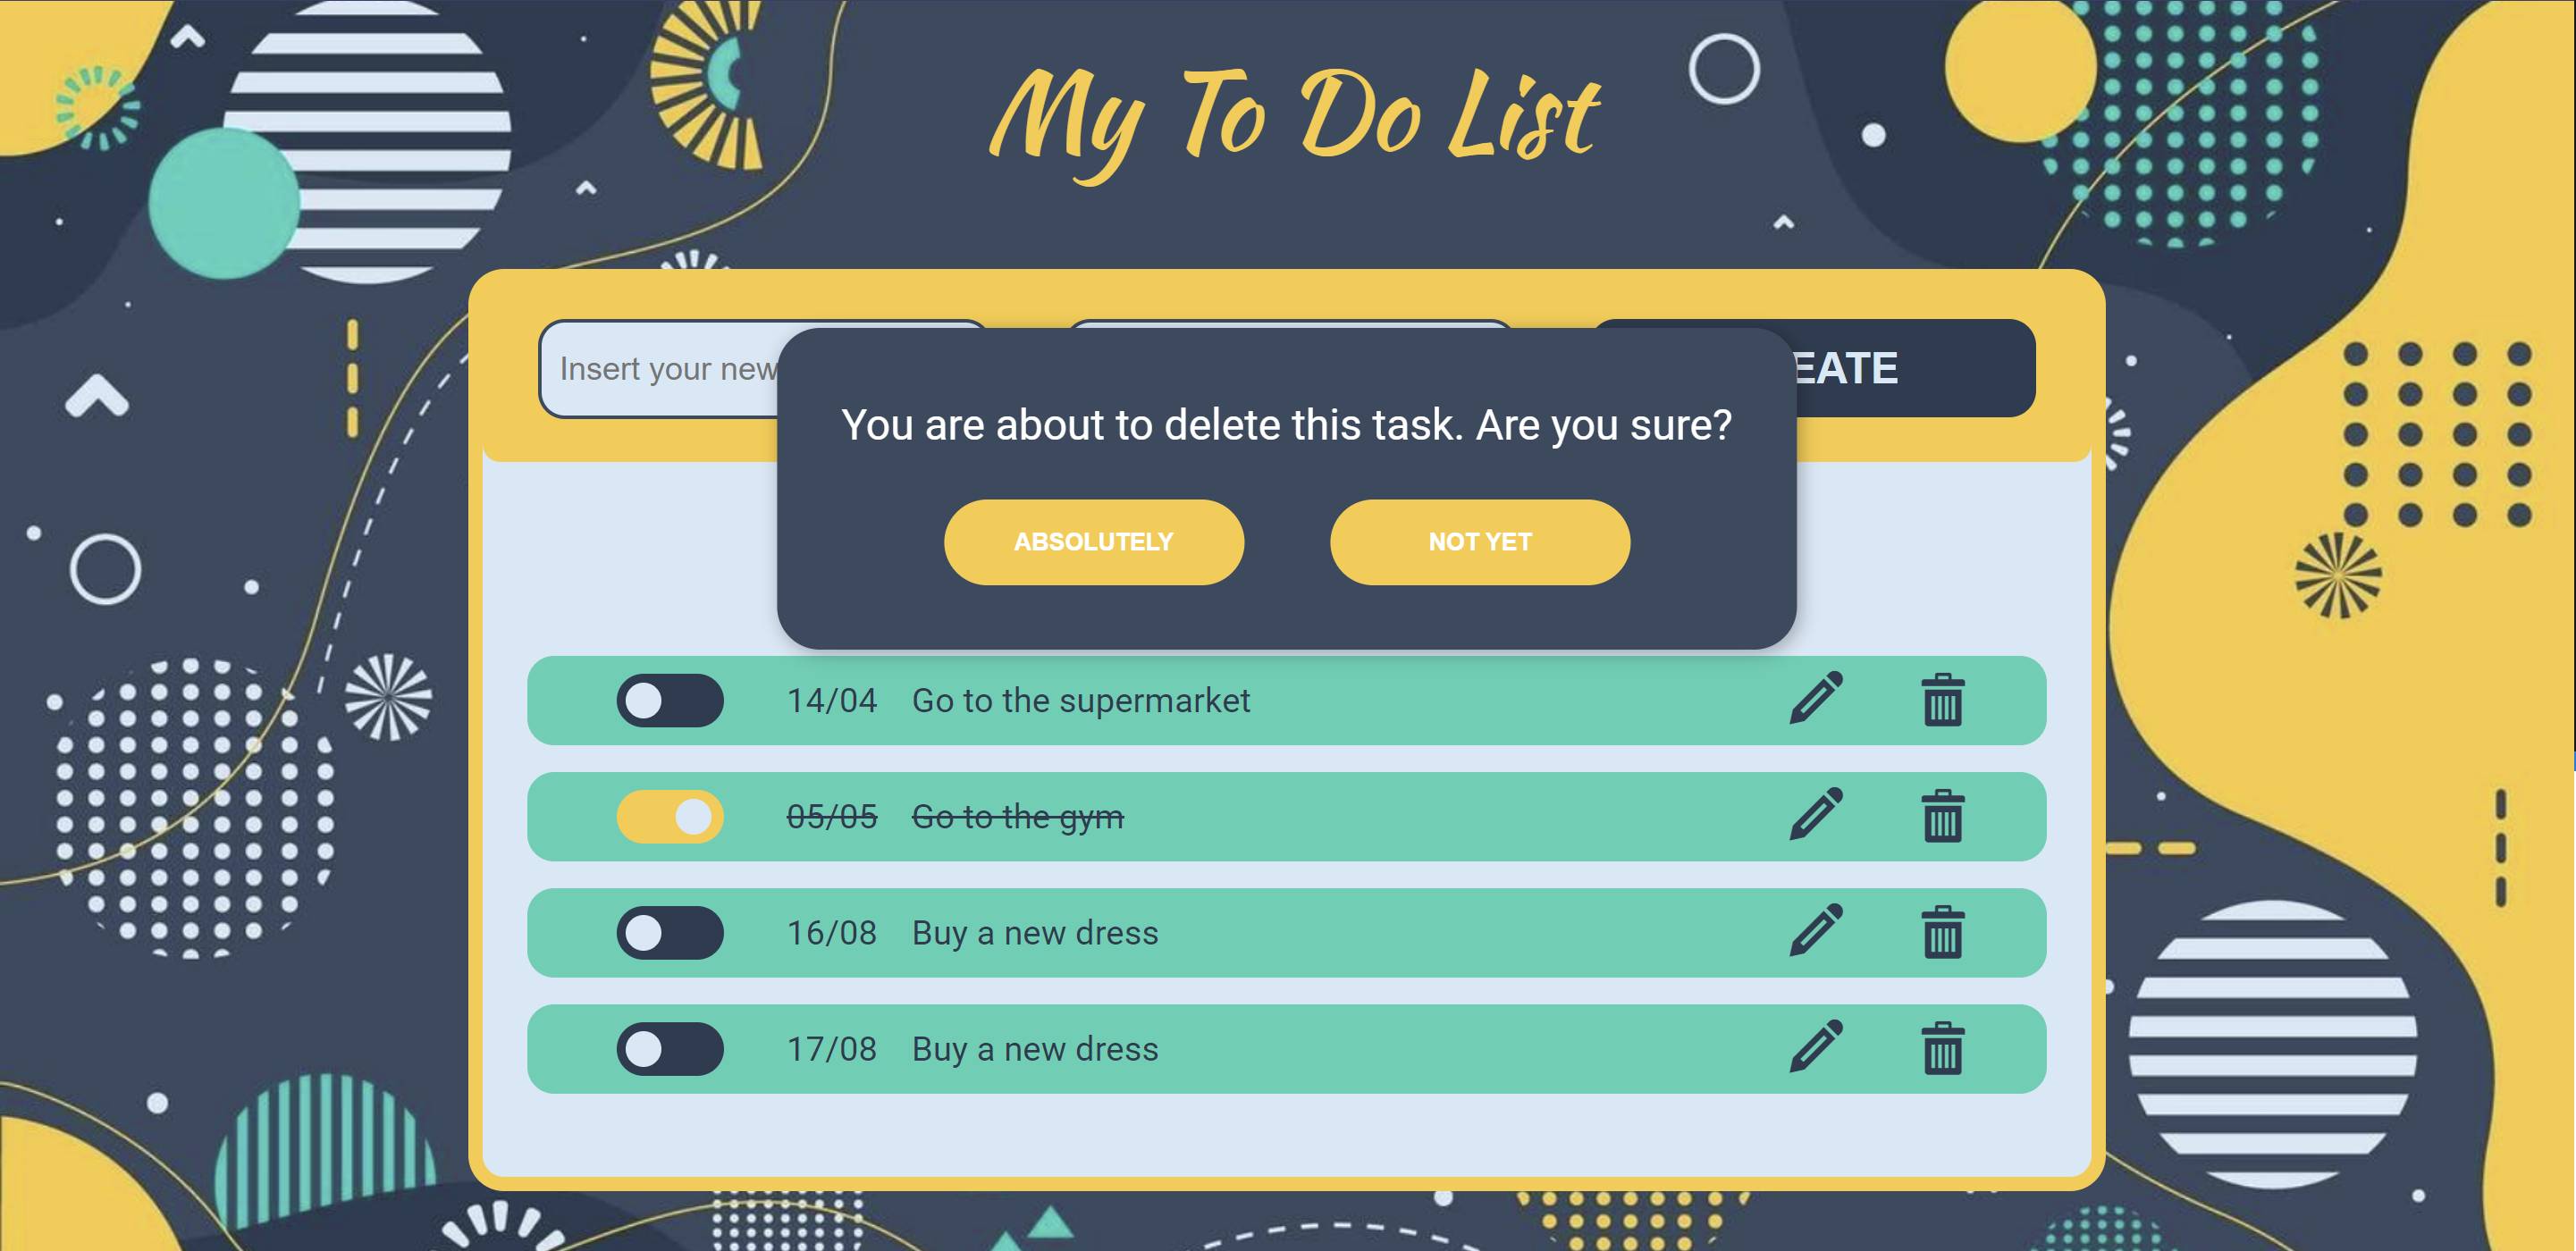 My To Do List
Insert your new
EATE
You are about to delete this task. Are you sure?
ABSOLUTELY
NOT YET
14/04 Go to the supermarket
05/05 Go to the gym
16/08 Buy a new dress
17/08 Buy a new dress